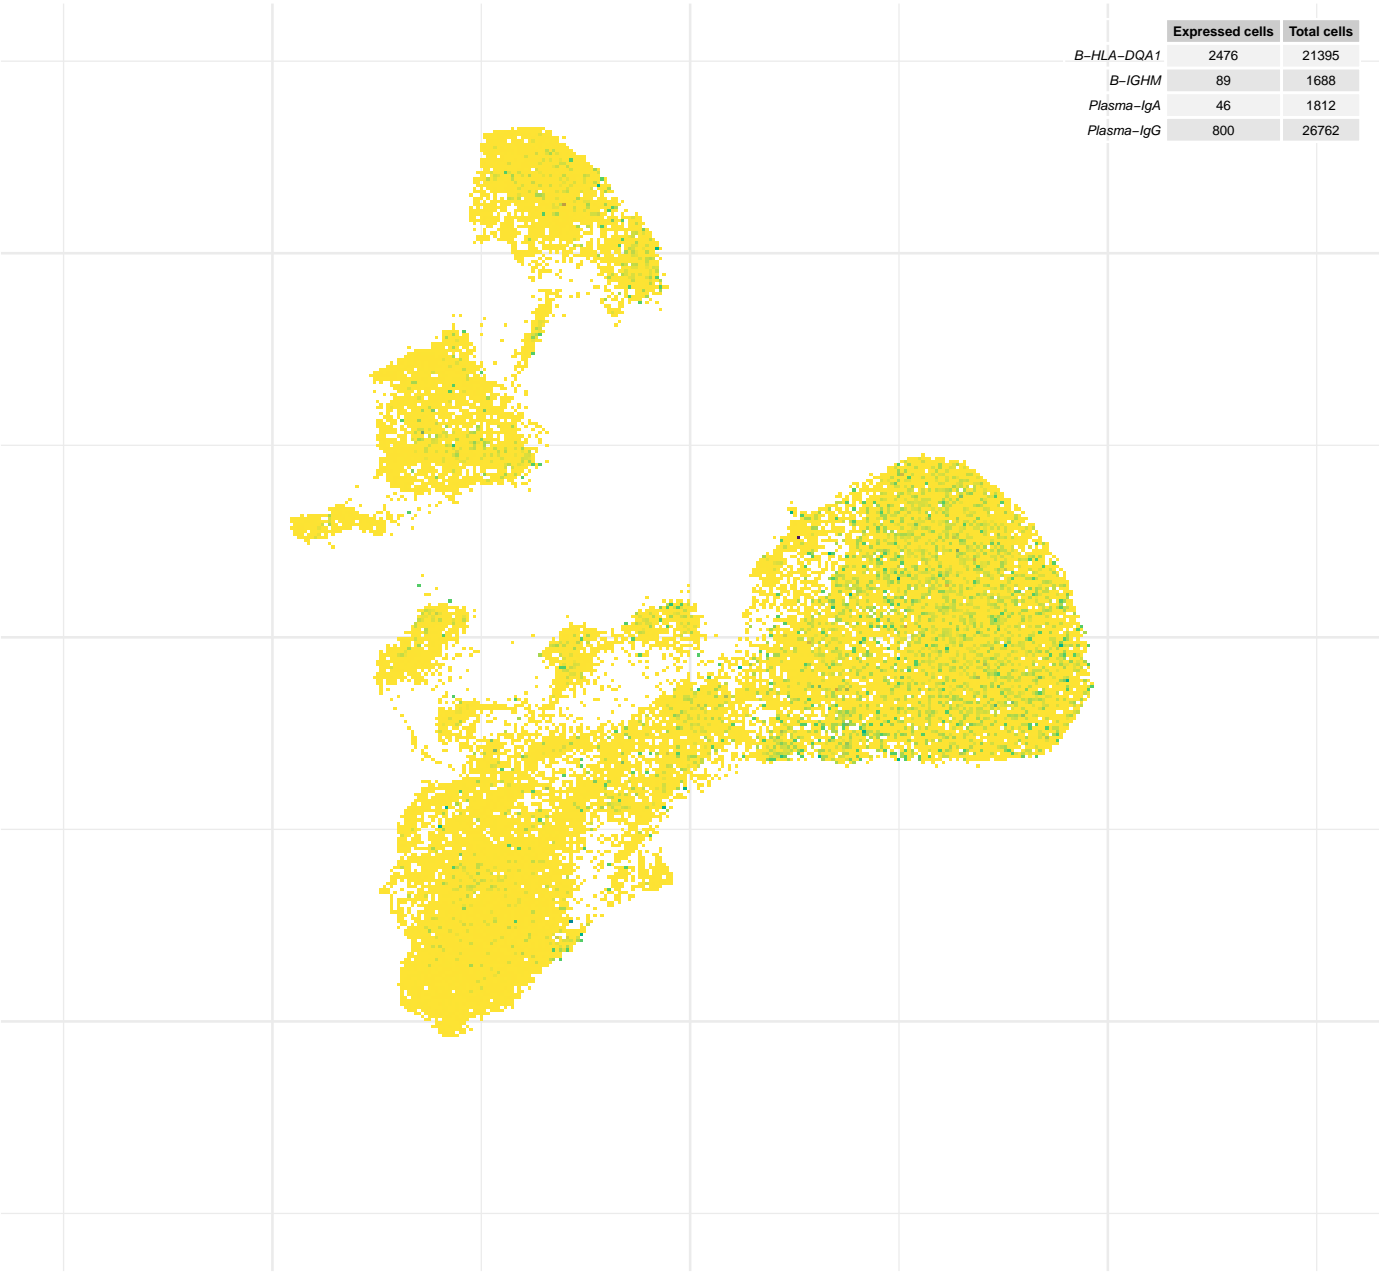 Expressed cells Total cells
B−HLA−DQA1 2476 21395
B−IGHM 89 1688
Plasma−IgA 46 1812
Plasma−IgG 800 26762